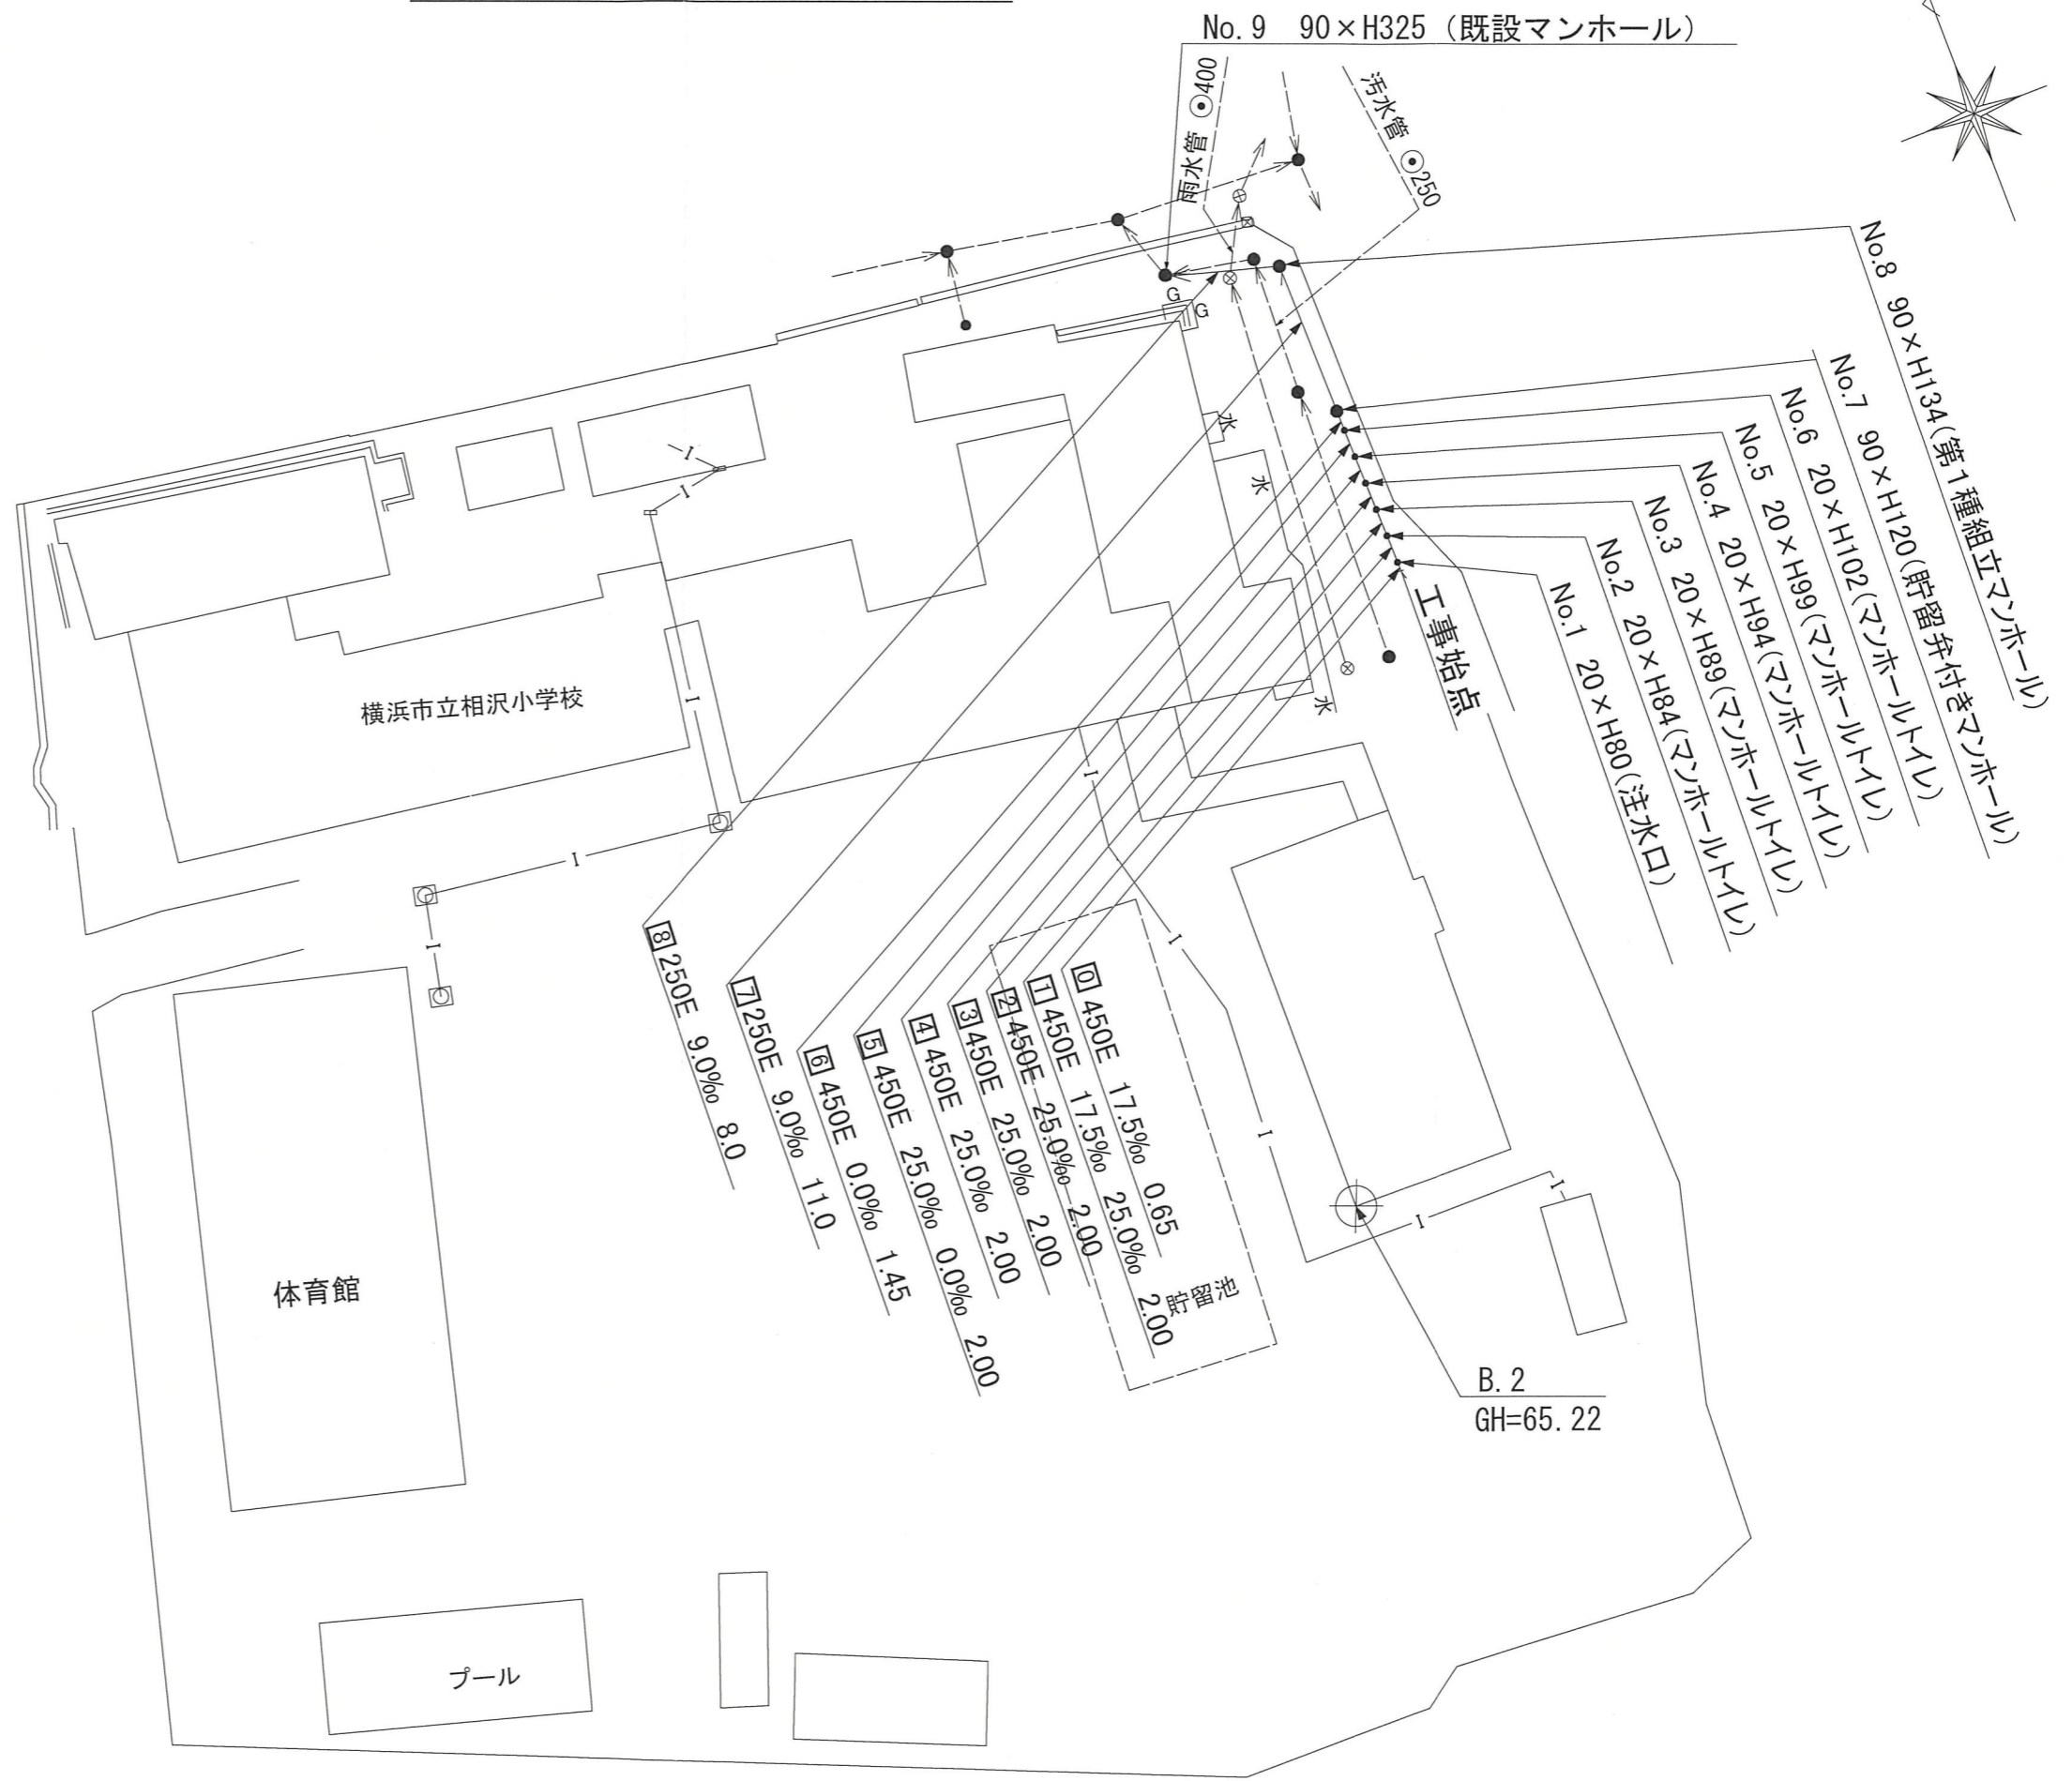 No.9 90×H325（既設マンホール）
雨水管 ⦿400
汚水管 ⦿250
No.8 90×H134(第1種組立マンホール)
No.7 90×H120(貯留弁付きマンホール)
No.6 20×H102(マンホールトイレ)
No.5 20×H99(マンホールトイレ)
No.4 20×H94(マンホールトイレ)
No.3 20×H89(マンホールトイレ)
No.2 20×H84(マンホールトイレ)
No.1 20×H80(注水口)
工事始点
G
G
水
水
水
I
I
I
I
I
I
I
I
I
I
横浜市立相沢小学校
8 250E 9.0‰ 8.0
7 250E 9.0‰ 11.0
6 450E 0.0‰ 1.45
5 450E 25.0‰ 0.0‰ 2.00
4 450E 25.0‰ 2.00
3 450E 25.0‰ 2.00
2 450E 25.0‰ 2.00
1 450E 17.5‰ 25.0‰ 2.00
0 450E 17.5‰ 0.65
貯留池
体育館
B.2
GH=65.22
プール